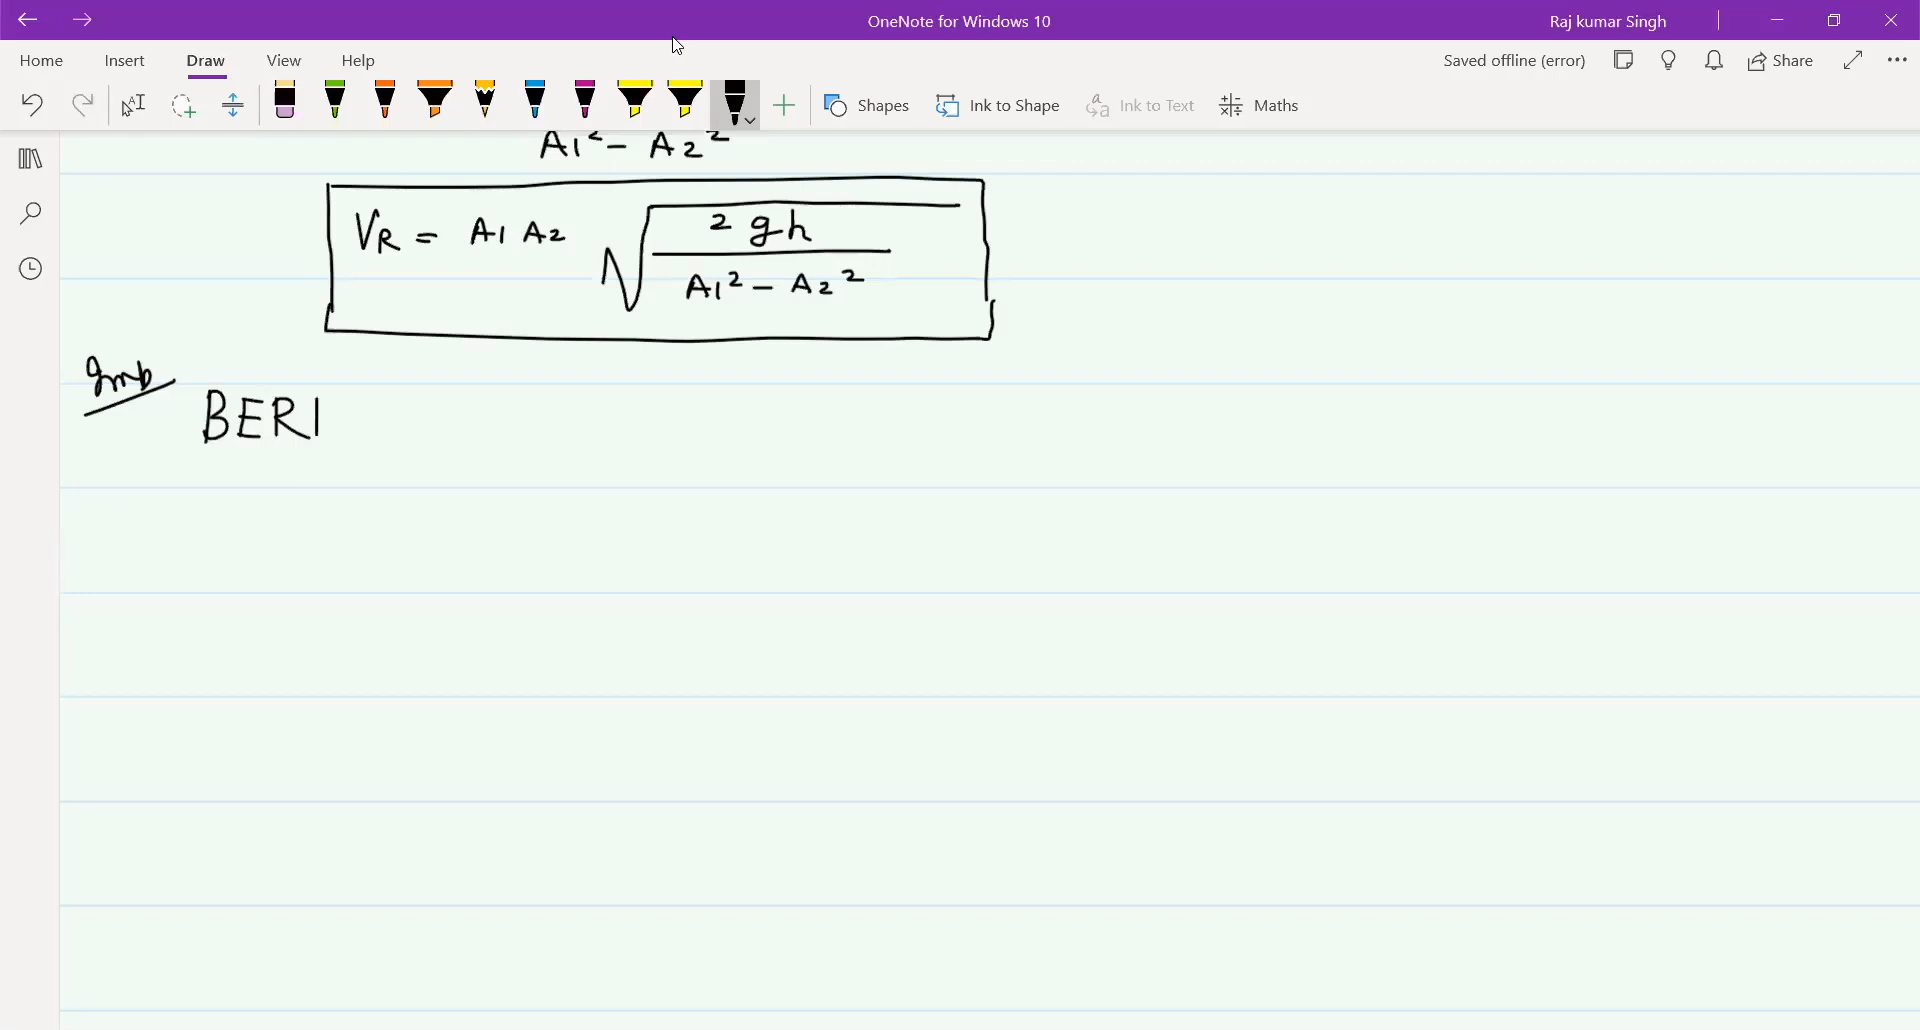 OneNote for Windows 10
Raj kumar Singh
Home Insert Draw View Help
Saved offline (error)
Share
Shapes
Ink to Shape
Ink to Text
Maths
A1² - A2²
VR = A1 A2 √(2gh / A1² - A2²)
Imb
BERI